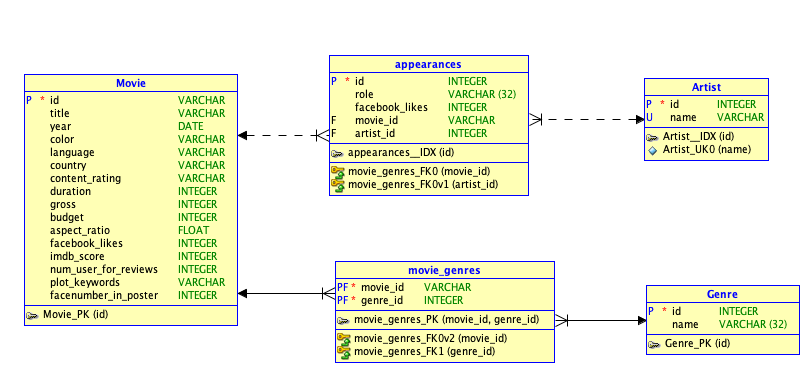 Movie
P * id VARCHAR
title VARCHAR
year DATE
color VARCHAR
language VARCHAR
country VARCHAR
content_rating VARCHAR
duration INTEGER
gross INTEGER
budget INTEGER
aspect_ratio FLOAT
facebook_likes INTEGER
imdb_score INTEGER
num_user_for_reviews INTEGER
plot_keywords VARCHAR
facenumber_in_poster INTEGER
Movie_PK (id)
appearances
P * id INTEGER
role VARCHAR (32)
facebook_likes INTEGER
F movie_id VARCHAR
F artist_id INTEGER
appearances__IDX (id)
movie_genres_FK0 (movie_id)
movie_genres_FK0v1 (artist_id)
Artist
P * id INTEGER
U name VARCHAR
Artist__IDX (id)
Artist_UK0 (name)
movie_genres
PF * movie_id VARCHAR
PF * genre_id INTEGER
movie_genres_PK (movie_id, genre_id)
movie_genres_FK0v2 (movie_id)
movie_genres_FK1 (genre_id)
Genre
P * id INTEGER
name VARCHAR (32)
Genre_PK (id)